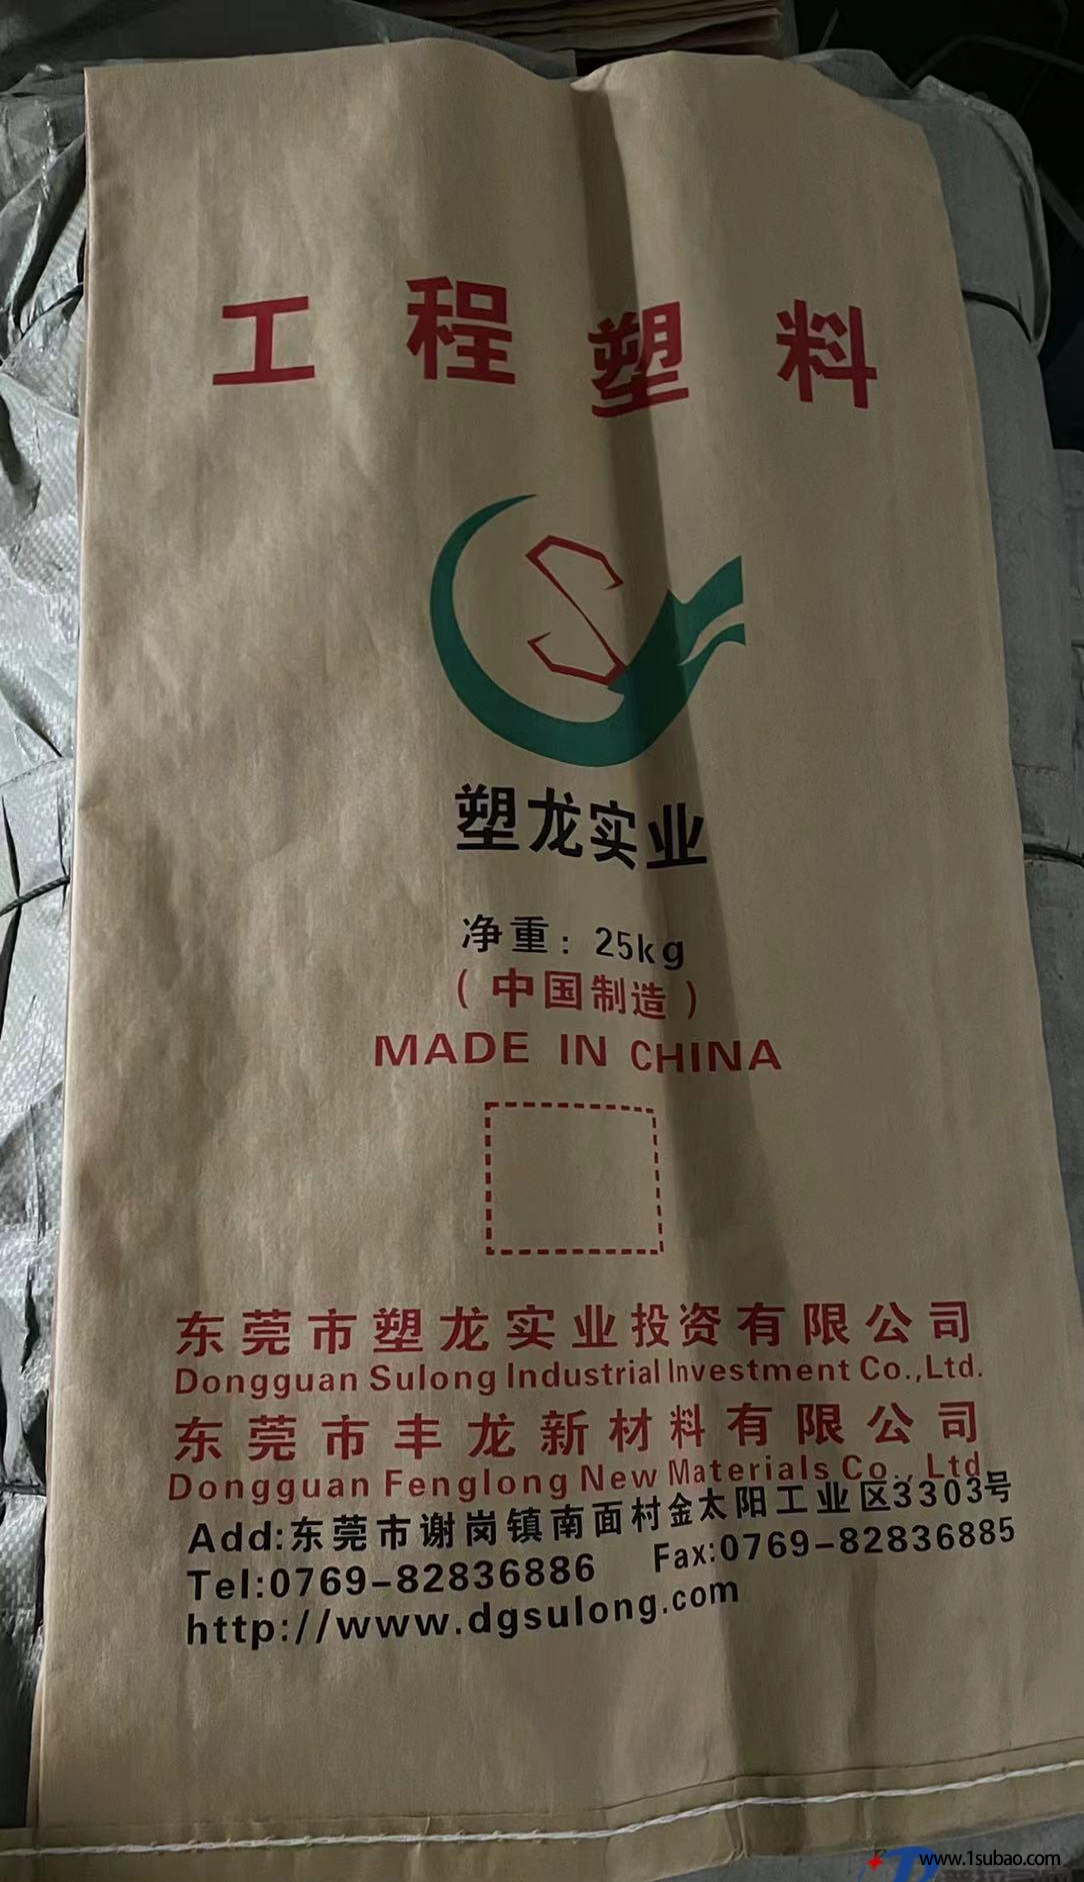 工程塑料
塑龙实业
净重：25kg
（中国制造）
MADE IN CHINA
东莞市塑龙实业投资有限公司
Dongguan Sulong Industrial Investment Co.,Ltd.
东莞市丰龙新材料有限公司
Dongguan Fenglong New Materials Co., Ltd
Add:东莞市谢岗镇南面村金太阳工业区3303号
Tel:0769-82836886 Fax:0769-82836885
http://www.dgsulong.com
www.1subao.com